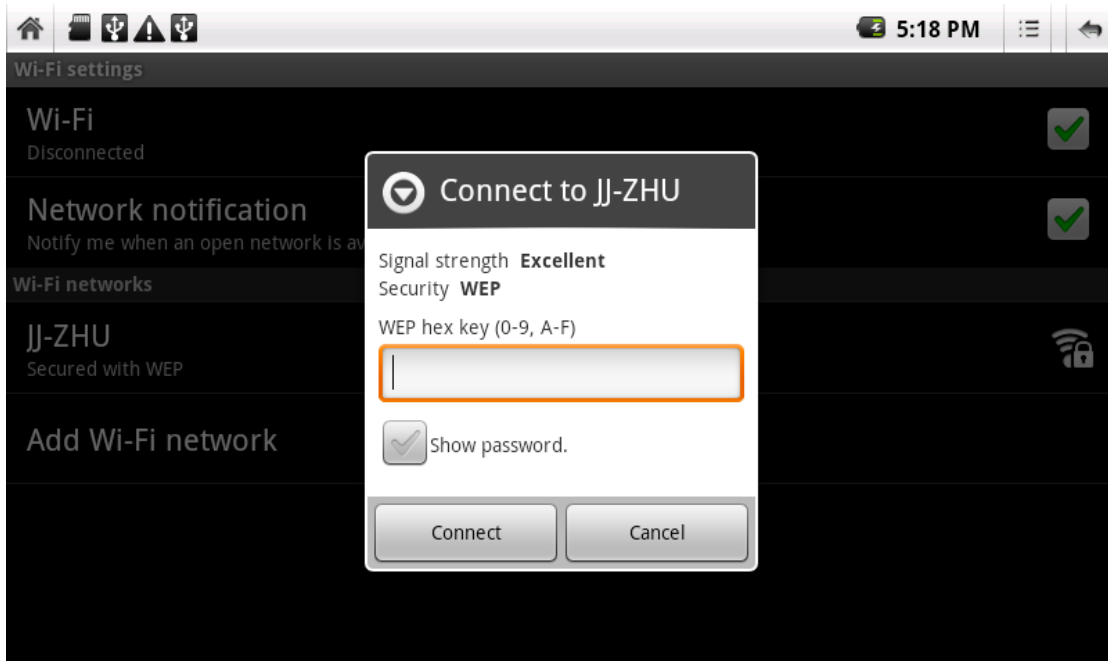 5:18 PM
Wi-Fi settings
Wi-Fi
Disconnected
Network notification
Notify me when an open network is av
Wi-Fi networks
JJ-ZHU
Secured with WEP
Add Wi-Fi network
Connect to JJ-ZHU
Signal strength Excellent
Security WEP
WEP hex key (0-9, A-F)
Show password.
Connect Cancel